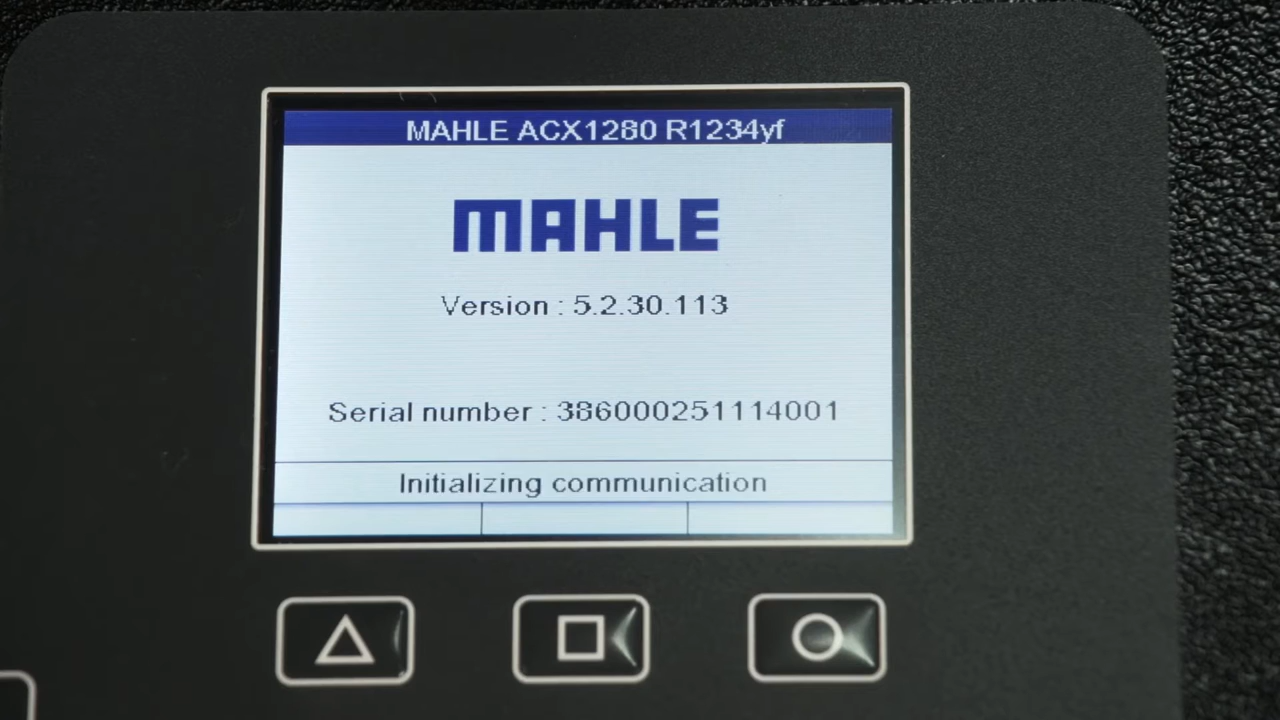 MAHLE ACX1280 R1234yf
MAHLE
Version : 5.2.30.113
Serial number : 386000251114001
Initializing communication